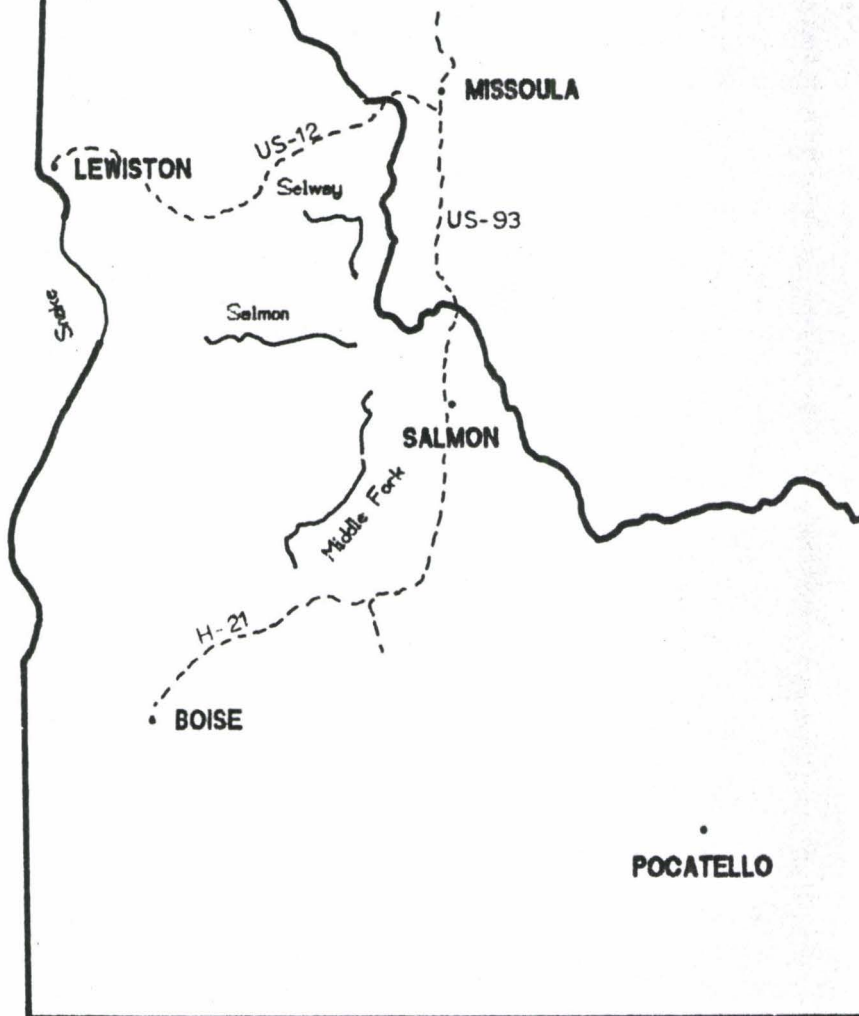 MISSOULA
US-12
LEWISTON
Selway
US-93
Snake
Salmon
SALMON
Middle Fork
H-21
BOISE
POCATELLO